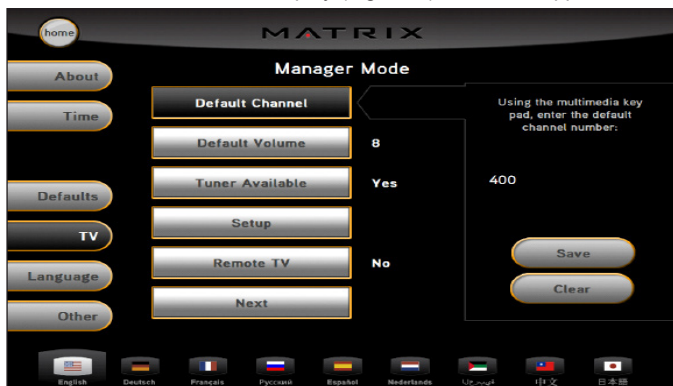 home
MATRIX
Manager Mode
About
Time
Defaults
TV
Language
Other
Default Channel
Default Volume 8
Tuner Available Yes
Setup
Remote TV No
Next
Using the multimedia key
pad, enter the default
channel number:
400
Save
Clear
English Deutsch Français Русский Español Nederlands 中文 日本語